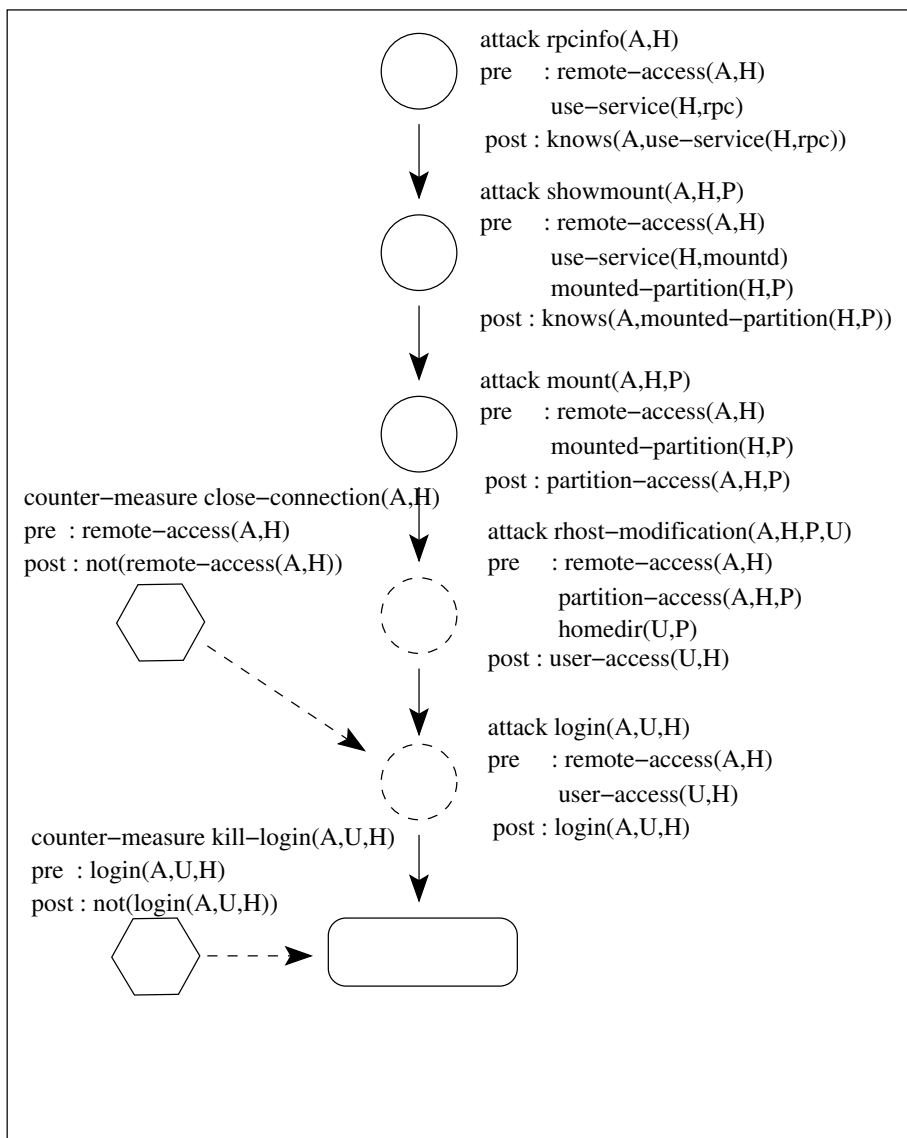 attack rpcinfo(A,H)
pre : remote−access(A,H)
use−service(H,rpc)
post : knows(A,use−service(H,rpc))
attack showmount(A,H,P)
pre : remote−access(A,H)
use−service(H,mountd)
mounted−partition(H,P)
post : knows(A,mounted−partition(H,P))
attack mount(A,H,P)
pre : remote−access(A,H)
mounted−partition(H,P)
post : partition−access(A,H,P)
counter−measure close−connection(A,H)
pre : remote−access(A,H)
post : not(remote−access(A,H))
attack rhost−modification(A,H,P,U)
pre : remote−access(A,H)
partition−access(A,H,P)
homedir(U,P)
post : user−access(U,H)
attack login(A,U,H)
pre : remote−access(A,H)
user−access(U,H)
post : login(A,U,H)
counter−measure kill−login(A,U,H)
pre : login(A,U,H)
post : not(login(A,U,H))